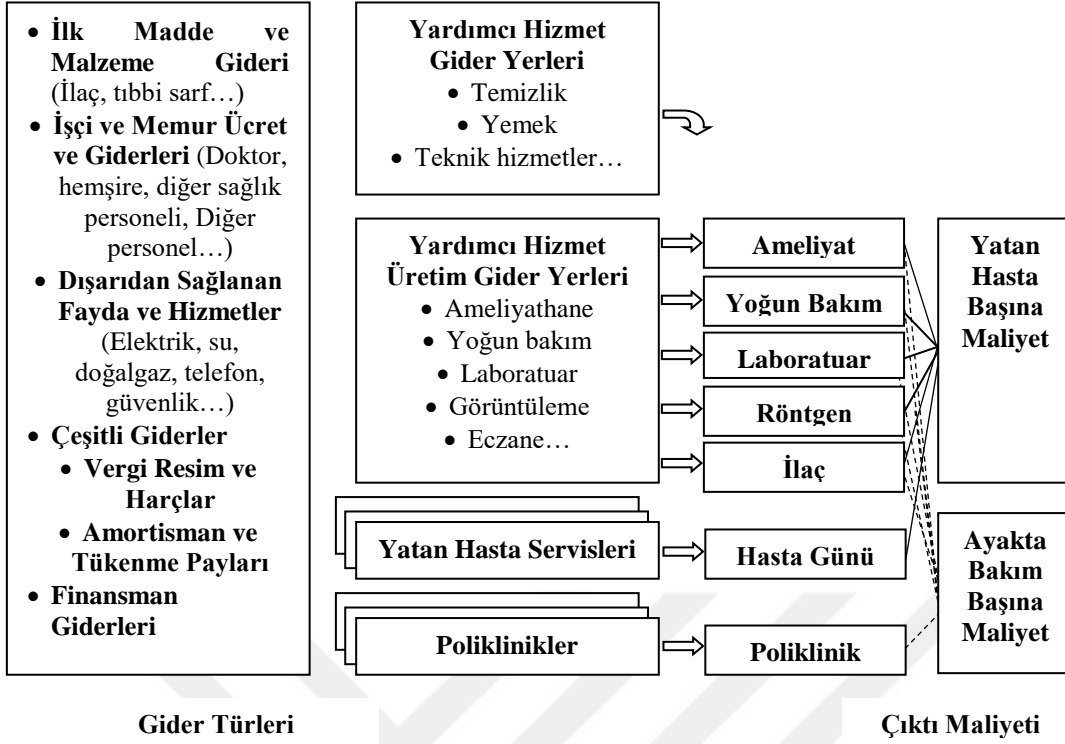 • İlk Madde ve
Malzeme Gideri
(İlaç, tıbbi sarf…)
• İşçi ve Memur Ücret
ve Giderleri (Doktor,
hemşire, diğer sağlık
personeli, Diğer
personel…)
• Dışarıdan Sağlanan
Fayda ve Hizmetler
(Elektrik, su,
doğalgaz, telefon,
güvenlik…)
• Çeşitli Giderler
• Vergi Resim ve
Harçlar
• Amortisman ve
Tükenme Payları
• Finansman
Giderleri
Yardımcı Hizmet
Gider Yerleri
• Temizlik
• Yemek
• Teknik hizmetler…
Yardımcı Hizmet
Üretim Gider Yerleri
• Ameliyathane
• Yoğun bakım
• Laboratuar
• Görüntüleme
• Eczane…
Yatan Hasta Servisleri
Poliklinikler
Ameliyat
Yoğun Bakım
Laboratuar
Röntgen
İlaç
Hasta Günü
Poliklinik
Yatan
Hasta
Başına
Maliyet
Ayakta
Bakım
Başına
Maliyet
Gider Türleri
Çıktı Maliyeti